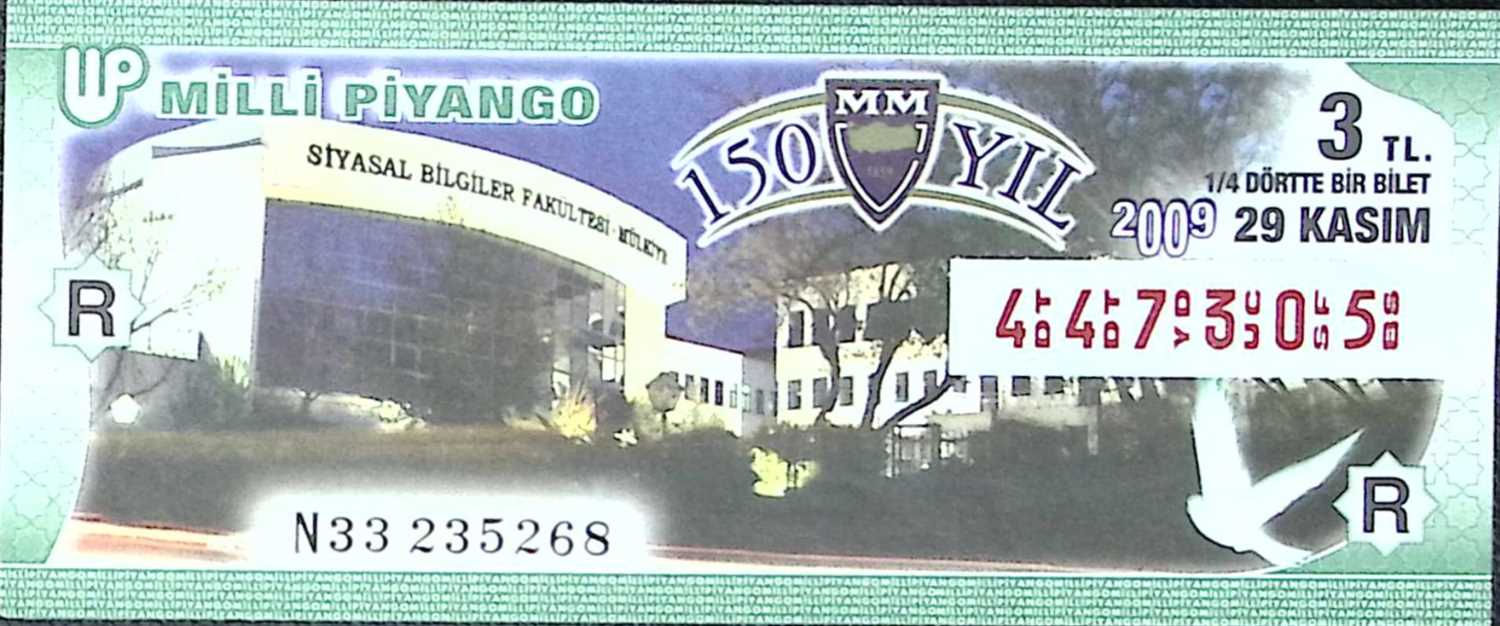 MİLLİ PİYANGO
SİYASAL BİLGİLER FAKÜLTESİ - MÜLKİYE
MM
150 YIL
1859
3 TL.
1/4 DÖRTTE BİR BİLET
2009 29 KASIM
R
447305
N33 235268
R